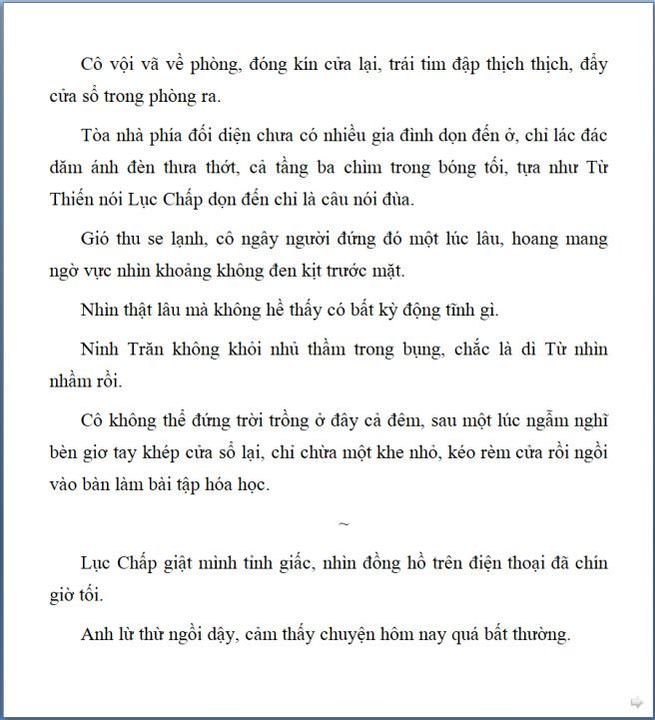 Cô vội vã về phòng, đóng kín cửa lại, trái tim đập thịch thịch, đẩy
cửa sổ trong phòng ra.
Tòa nhà phía đối diện chưa có nhiều gia đình dọn đến ở, chỉ lác đác
dăm ánh đèn thưa thớt, cả tầng ba chìm trong bóng tối, tựa như Từ
Thiến nói Lục Chấp dọn đến chỉ là câu nói đùa.
Gió thu se lạnh, cô ngây người đứng đó một lúc lâu, hoang mang
ngờ vực nhìn khoảng không đen kịt trước mặt.
Nhìn thật lâu mà không hề thấy có bất kỳ động tĩnh gì.
Ninh Trăn không khỏi nhủ thầm trong bụng, chắc là dì Từ nhìn
nhầm rồi.
Cô không thể đứng trời trồng ở đây cả đêm, sau một lúc ngẫm nghĩ
bèn giơ tay khép cửa sổ lại, chỉ chừa một khe nhỏ, kéo rèm cửa rồi ngồi
vào bàn làm bài tập hóa học.
~
Lục Chấp giật mình tỉnh giấc, nhìn đồng hồ trên điện thoại đã chín
giờ tối.
Anh lừ thừ ngồi dậy, cảm thấy chuyện hôm nay quá bất thường.